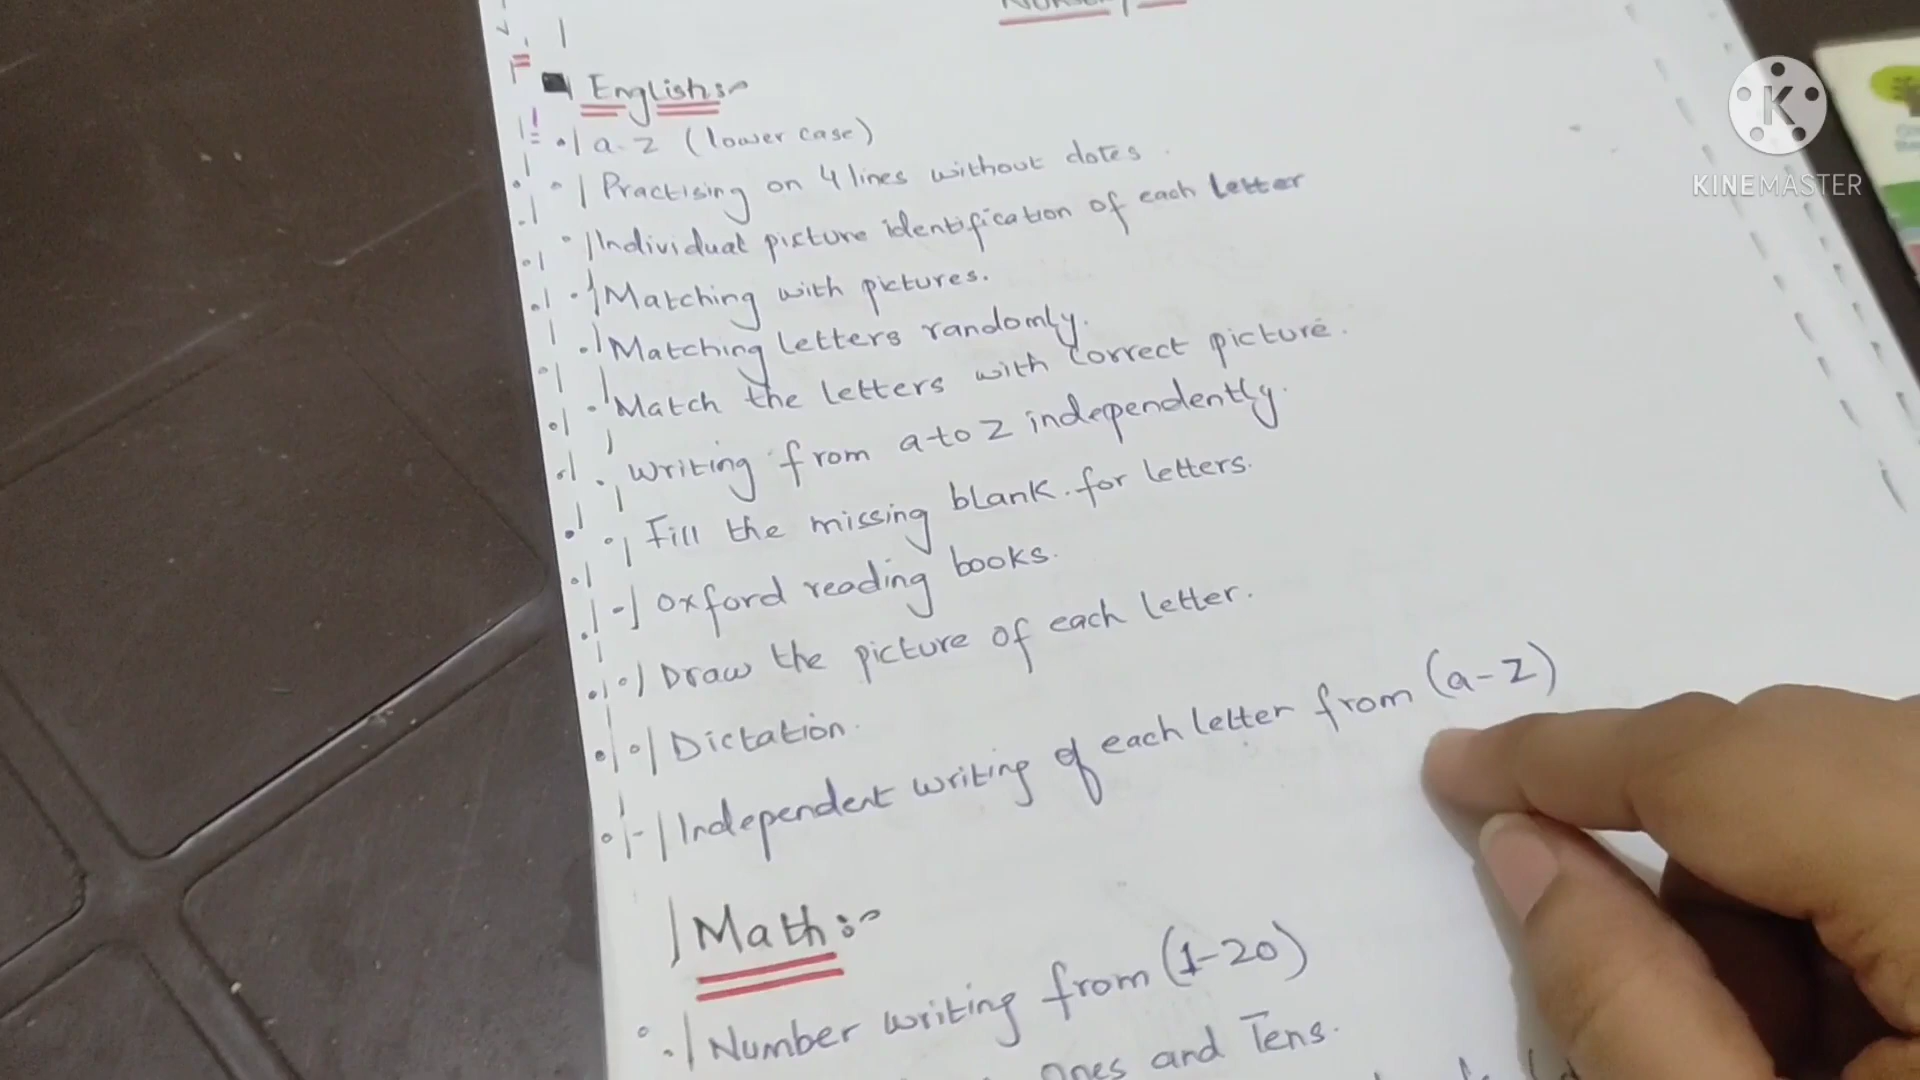 Nursery
English:-
a-z (lower case)
Practising on 4 lines without dotes.
Individual picture identification of each letter
Matching with pictures.
Matching letters randomly.
Match the letters with correct picture.
writing from a to z independently.
Fill the missing blank for letters.
Oxford reading books.
Draw the picture of each letter.
Dictation.
Independent writing of each letter from (a-z)
Math:-
Number writing from (1-20)
Ones and Tens.
K
KINEMASTER